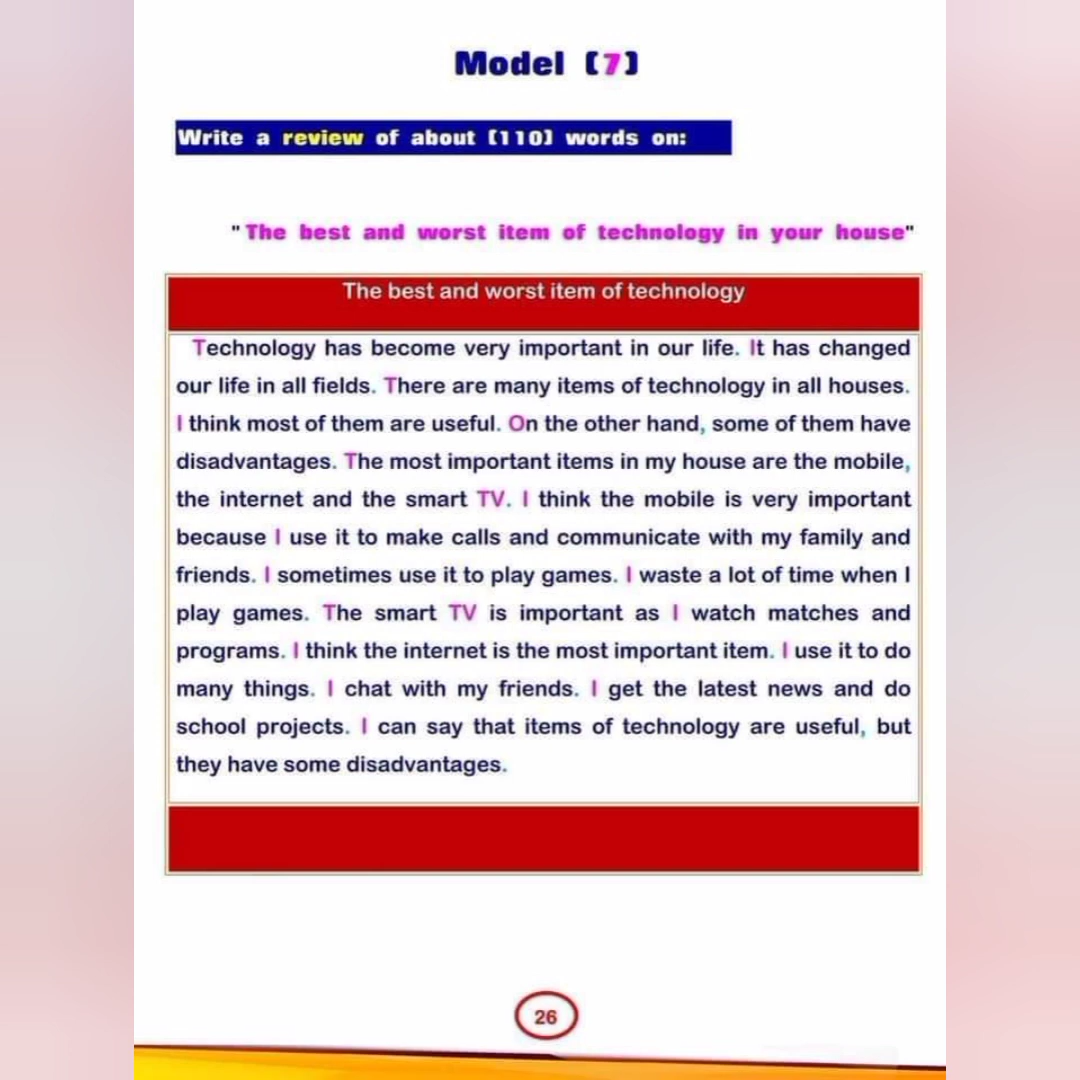 Model (7)
Write a review of about (110) words on:
"The best and worst item of technology in your house"
The best and worst item of technology
Technology has become very important in our life. It has changed
our life in all fields. There are many items of technology in all houses.
I think most of them are useful. On the other hand, some of them have
disadvantages. The most important items in my house are the mobile,
the internet and the smart TV. I think the mobile is very important
because I use it to make calls and communicate with my family and
friends. I sometimes use it to play games. I waste a lot of time when I
play games. The smart TV is important as I watch matches and
programs. I think the internet is the most important item. I use it to do
many things. I chat with my friends. I get the latest news and do
school projects. I can say that items of technology are useful, but
they have some disadvantages.
26